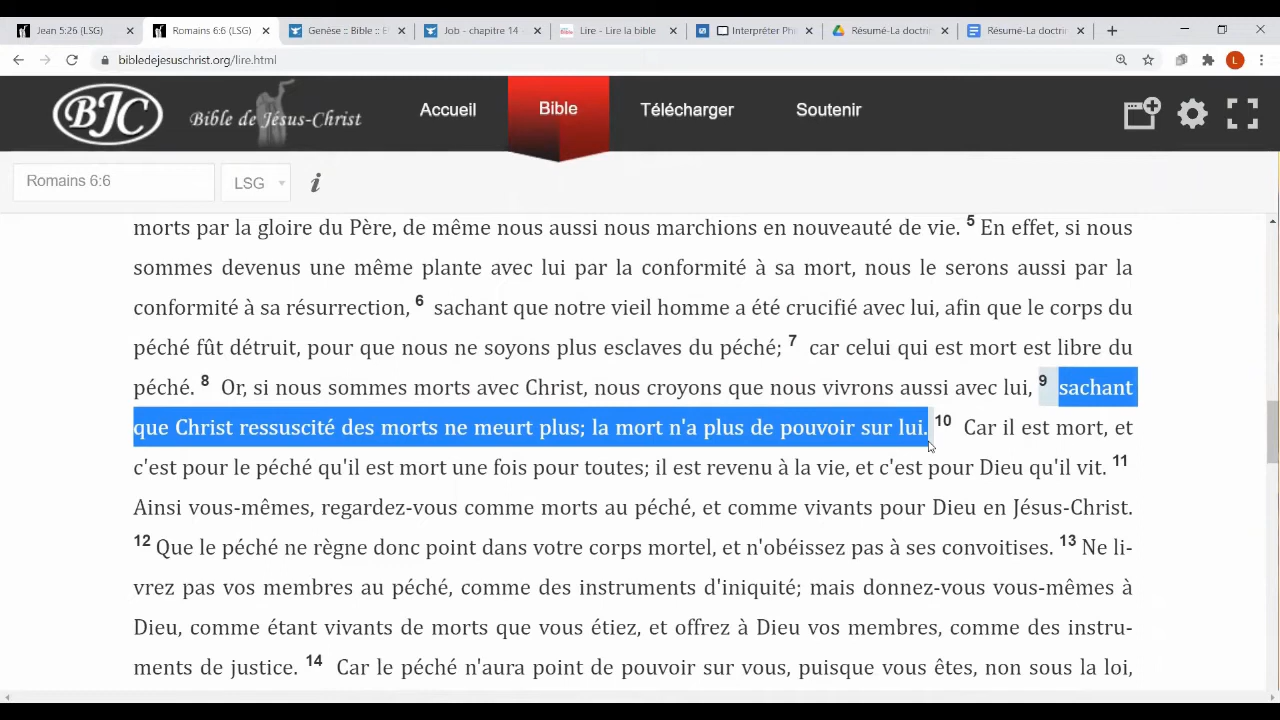 Jean 5:26 (LSG)
Romains 6:6 (LSG)
Genèse :: Bible :: E
Job - chapitre 14 -
Lire - Lire la bible
Interpréter Phi
Résumé-La doctrin
Résumé-La doctrin
bibledejesuschrist.org/lire.html
L
BJC
Bible de Jésus-Christ
Accueil
Bible
Télécharger
Soutenir
Romains 6:6
LSG
i
morts par la gloire du Père, de même nous aussi nous marchions en nouveauté de vie. 5 En effet, si nous
sommes devenus une même plante avec lui par la conformité à sa mort, nous le serons aussi par la
conformité à sa résurrection, 6 sachant que notre vieil homme a été crucifié avec lui, afin que le corps du
péché fût détruit, pour que nous ne soyons plus esclaves du péché; 7 car celui qui est mort est libre du
péché. 8 Or, si nous sommes morts avec Christ, nous croyons que nous vivrons aussi avec lui, 9 sachant
que Christ ressuscité des morts ne meurt plus; la mort n'a plus de pouvoir sur lui. 10 Car il est mort, et
c'est pour le péché qu'il est mort une fois pour toutes; il est revenu à la vie, et c'est pour Dieu qu'il vit. 11
Ainsi vous-mêmes, regardez-vous comme morts au péché, et comme vivants pour Dieu en Jésus-Christ.
12 Que le péché ne règne donc point dans votre corps mortel, et n'obéissez pas à ses convoitises. 13 Ne li-
vrez pas vos membres au péché, comme des instruments d'iniquité; mais donnez-vous vous-mêmes à
Dieu, comme étant vivants de morts que vous étiez, et offrez à Dieu vos membres, comme des instru-
ments de justice. 14 Car le péché n'aura point de pouvoir sur vous, puisque vous êtes, non sous la loi,